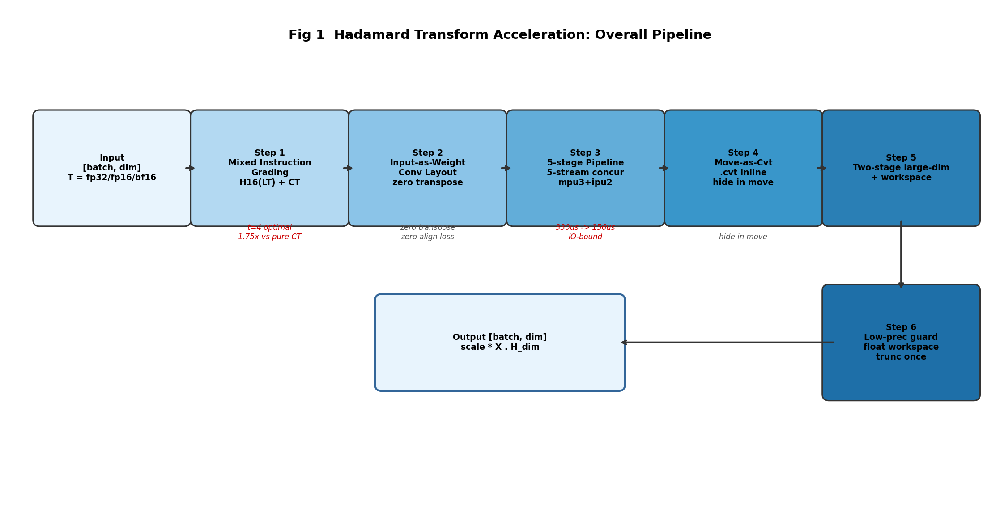 Fig 1  Hadamard Transform Acceleration: Overall Pipeline
Input
[batch, dim]
T = fp32/fp16/bf16
Step 1
Mixed Instruction
Grading
H16(LT) + CT
t=4 optimal
1.75x vs pure CT
Step 2
Input-as-Weight
Conv Layout
zero transpose
zero transpose
zero align loss
Step 3
5-stage Pipeline
5-stream concur
mpu3+ipu2
330us -> 156us
IO-bound
Step 4
Move-as-Cvt
.cvt inline
hide in move
hide in move
Step 5
Two-stage large-dim
+ workspace
Step 6
Low-prec guard
float workspace
trunc once
Output [batch, dim]
scale * X . H_dim